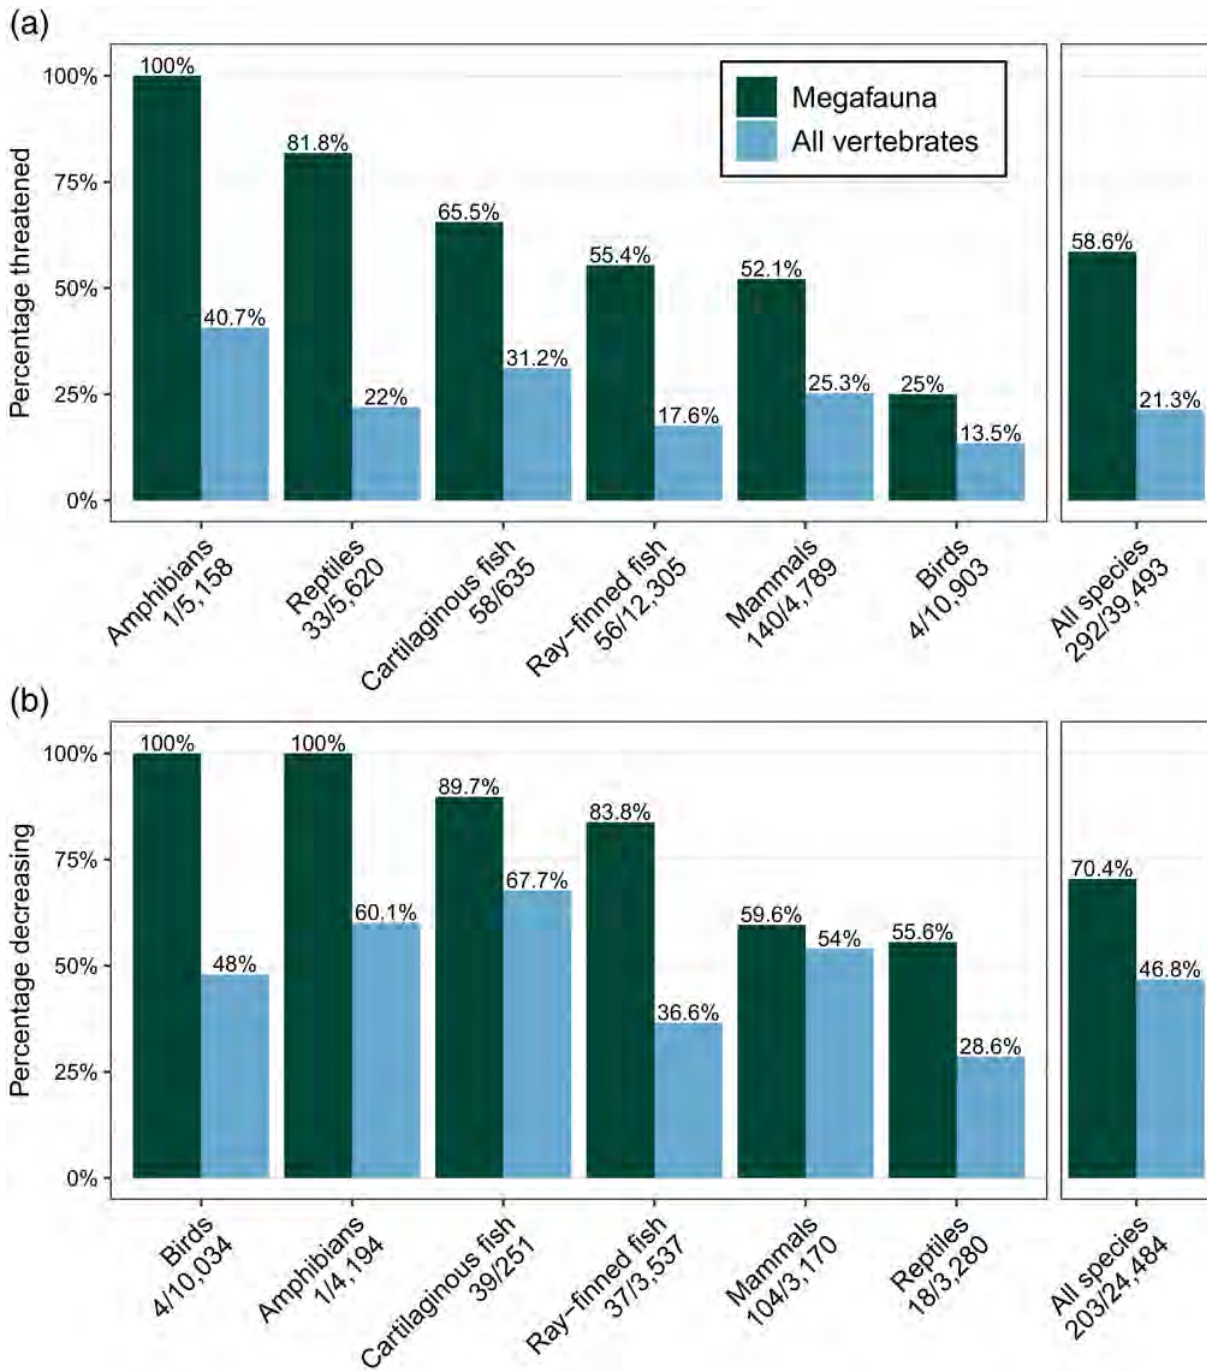 (a)
Percentage threatened
100%
75%
50%
25%
0%
Megafauna
All vertebrates
100%
40.7%
81.8%
22%
65.5%
31.2%
55.4%
17.6%
52.1%
25.3%
25%
13.5%
58.6%
21.3%
Amphibians
1/5,158
Reptiles
33/5,620
Cartilaginous fish
58/635
Ray−finned fish
56/12,305
Mammals
140/4,789
Birds
4/10,903
All species
292/39,493
(b)
Percentage decreasing
100%
75%
50%
25%
0%
100%
48%
100%
60.1%
89.7%
67.7%
83.8%
36.6%
59.6%
54%
55.6%
28.6%
70.4%
46.8%
Birds
4/10,034
Amphibians
1/4,194
Cartilaginous fish
39/251
Ray−finned fish
37/3,537
Mammals
104/3,170
Reptiles
18/3,280
All species
203/24,484